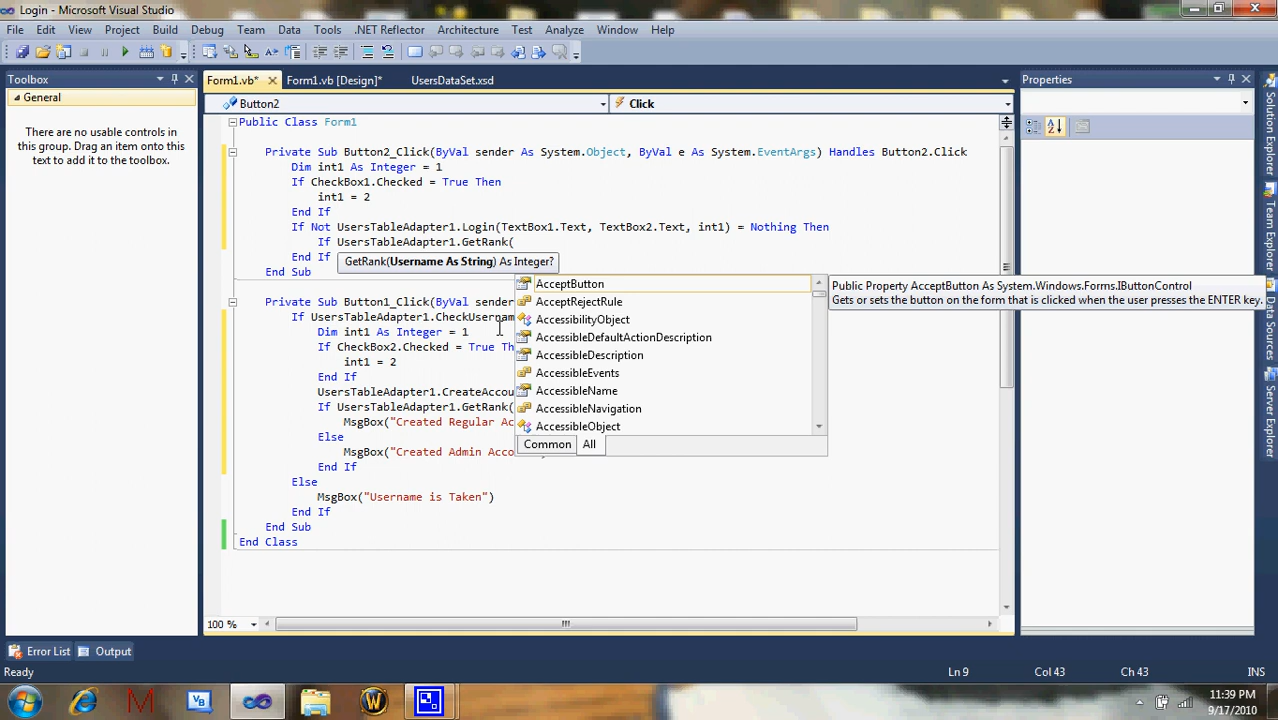 Login - Microsoft Visual Studio
File Edit View Project Build Debug Team Data Tools .NET Reflector Architecture Test Analyze Window Help
Toolbox
General
There are no usable controls in
this group. Drag an item onto this
text to add it to the toolbox.
Form1.vb* Form1.vb [Design]* UsersDataSet.xsd
Button2 Click
Public Class Form1
Private Sub Button2_Click(ByVal sender As System.Object, ByVal e As System.EventArgs) Handles Button2.Click
Dim int1 As Integer = 1
If CheckBox1.Checked = True Then
int1 = 2
End If
If Not UsersTableAdapter1.Login(TextBox1.Text, TextBox2.Text, int1) = Nothing Then
If UsersTableAdapter1.GetRank(
End If
End Sub
GetRank(Username As String) As Integer?
AcceptButton
AcceptRejectRule
AccessibilityObject
AccessibleDefaultActionDescription
AccessibleDescription
AccessibleEvents
AccessibleName
AccessibleNavigation
AccessibleObject
Common All
Public Property AcceptButton As System.Windows.Forms.IButtonControl
Gets or sets the button on the form that is clicked when the user presses the ENTER key.
Private Sub Button1_Click(ByVal sender
If UsersTableAdapter1.CheckUsernam
Dim int1 As Integer = 1
If CheckBox2.Checked = True Th
int1 = 2
End If
UsersTableAdapter1.CreateAccou
If UsersTableAdapter1.GetRank(
MsgBox("Created Regular Ac
Else
MsgBox("Created Admin Acco
End If
Else
MsgBox("Username is Taken")
End If
End Sub
End Class
100 %
Properties
Solution Explorer
Team Explorer
Data Sources
Server Explorer
Error List Output
Ready Ln 9 Col 43 Ch 43 INS
11:39 PM
9/17/2010